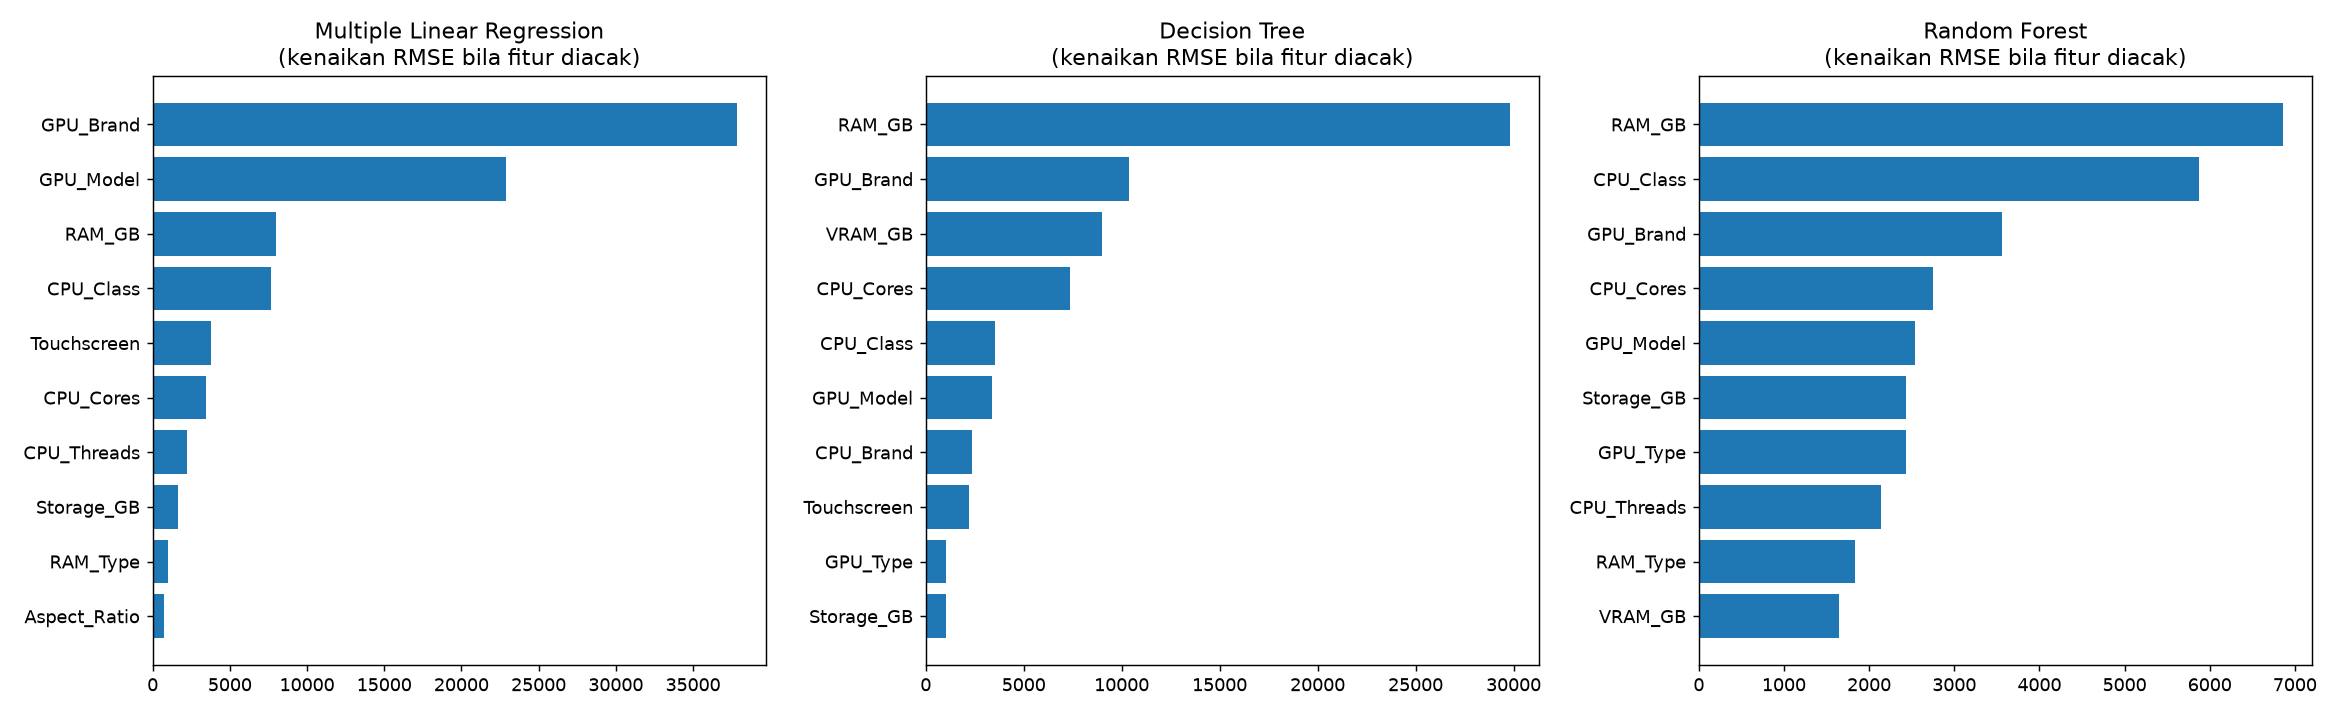 Multiple Linear Regression
(kenaikan RMSE bila fitur diacak)
GPU_Brand
GPU_Model
RAM_GB
CPU_Class
Touchscreen
CPU_Cores
CPU_Threads
Storage_GB
RAM_Type
Aspect_Ratio
0 5000 10000 15000 20000 25000 30000 35000
Decision Tree
(kenaikan RMSE bila fitur diacak)
RAM_GB
GPU_Brand
VRAM_GB
CPU_Cores
CPU_Class
GPU_Model
CPU_Brand
Touchscreen
GPU_Type
Storage_GB
0 5000 10000 15000 20000 25000 30000
Random Forest
(kenaikan RMSE bila fitur diacak)
RAM_GB
CPU_Class
GPU_Brand
CPU_Cores
GPU_Model
Storage_GB
GPU_Type
CPU_Threads
RAM_Type
VRAM_GB
0 1000 2000 3000 4000 5000 6000 7000